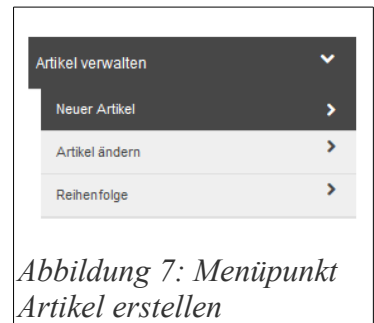 Artikel verwalten
Neuer Artikel
Artikel ändern
Reihenfolge
Abbildung 7: Menüpunkt
Artikel erstellen